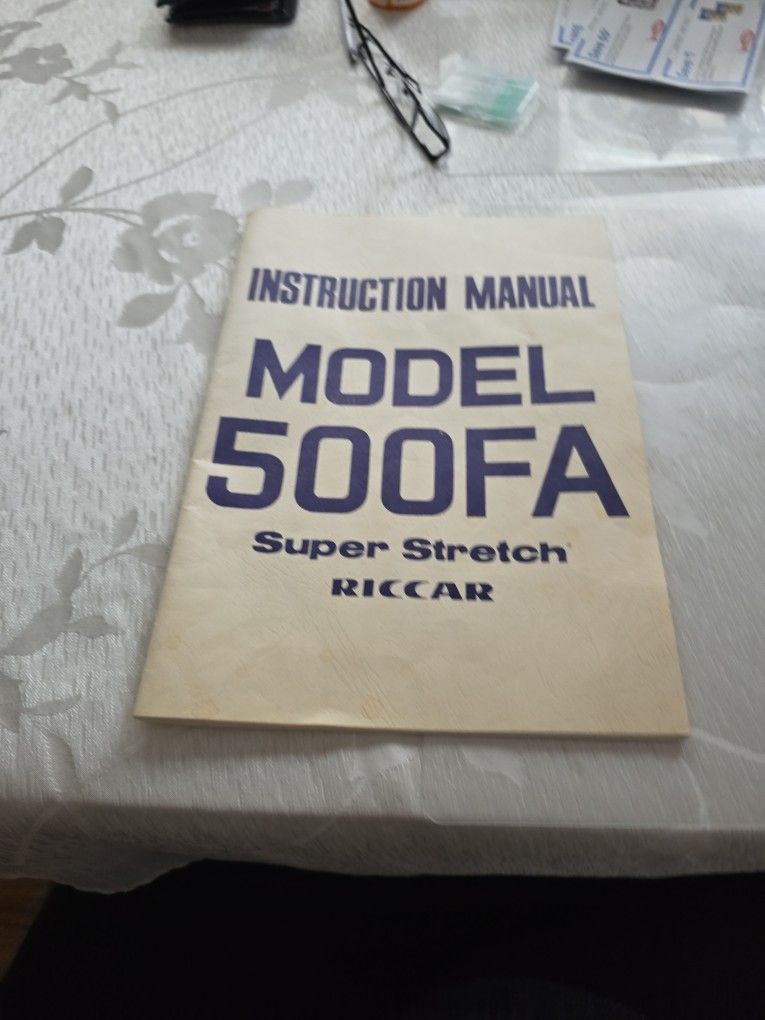 INSTRUCTION MANUAL
MODEL
500FA
Super Stretch
RICCAR